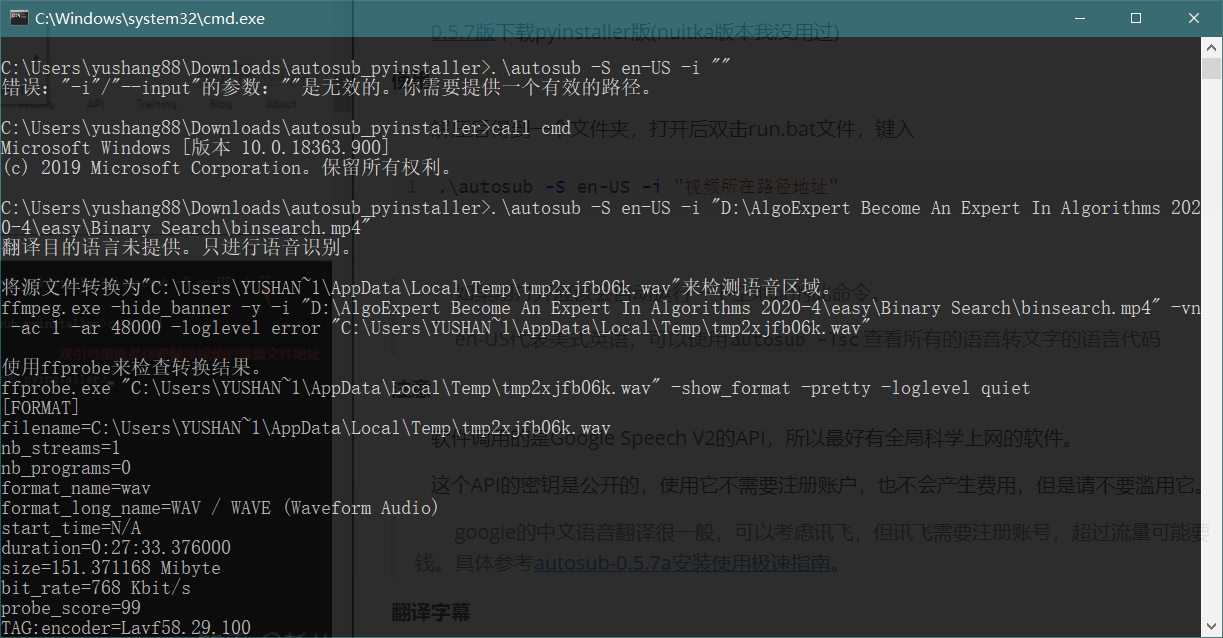 C:\Windows\system32\cmd.exe
0.5.7版下载pyinstaller版(nuitka版本我没用过)
C:\Users\yushang88\Downloads\autosub_pyinstaller>.\autosub -S en-US -i ""
错误: "-i"/"--input"的参数: ""是无效的。你需要提供一个有效的路径。
API Training Blog About
C:\Users\yushang88\Downloads\autosub_pyinstaller>call cmd
个文件夹，打开后双击run.bat文件，键入
Microsoft Windows [版本 10.0.18363.900]
(c) 2019 Microsoft Corporation。保留所有权利。
1 .\autosub -S en-US -i "视频所在路径地址"
C:\Users\yushang88\Downloads\autosub_pyinstaller>.\autosub -S en-US -i "D:\AlgoExpert Become An Expert In Algorithms 202
0-4\easy\Binary Search\binsearch.mp4"
翻译目的语言未提供。只进行语音识别。
将源文件转换为"C:\Users\YUSHAN~1\AppData\Local\Temp\tmp2xjfb06k.wav"来检测语音区域。
命令。
ffmpeg.exe -hide_banner -y -i "D:\AlgoExpert Become An Expert In Algorithms 2020-4\easy\Binary Search\binsearch.mp4" -vn
-ac 1 -ar 48000 -loglevel error "C:\Users\YUSHAN~1\AppData\Local\Temp\tmp2xjfb06k.wav"
en-US代表美式英语，可以使用 autosub -lsc 查看所有的语音转文字的语言代码
使用ffprobe来检查转换结果。
ffprobe.exe "C:\Users\YUSHAN~1\AppData\Local\Temp\tmp2xjfb06k.wav" -show_format -pretty -loglevel quiet
[FORMAT]
filename=C:\Users\YUSHAN~1\AppData\Local\Temp\tmp2xjfb06k.wav
软件调用的是Google Speech V2的API，所以最好有全局科学上网的软件。
nb_streams=1
nb_programs=0
format_name=wav
这个API的密钥是公开的，使用它不需要注册账户，也不会产生费用，但是请不要滥用它。
format_long_name=WAV / WAVE (Waveform Audio)
start_time=N/A
google的中文语音翻译很一般，可以考虑讯飞，但讯飞需要注册账号，超过流量可能要
duration=0:27:33.376000
钱。具体参考autosub-0.5.7a安装使用极速指南。
size=151.371168 Mibyte
bit_rate=768 Kbit/s
probe_score=99
翻译字幕
TAG:encoder=Lavf58.29.100